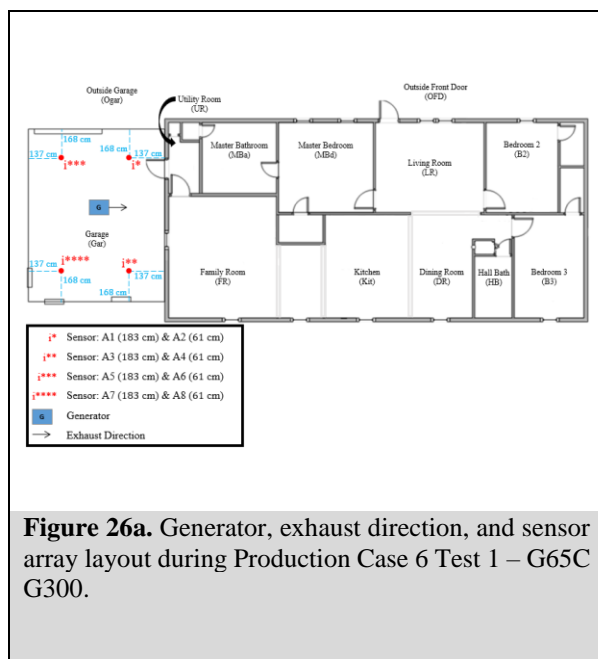 Outside Garage
(Ogar)
Utility Room
(UR)
Outside Front Door
(OFD)
168 cm
168 cm
137 cm
137 cm
i***
i*
Master Bathroom
(MBa)
Master Bedroom
(MBd)
Living Room
(LR)
Bedroom 2
(B2)
G
Garage
(Gar)
i****
i**
137 cm
137 cm
168 cm
168 cm
Family Room
(FR)
Kitchen
(Kit)
Dining Room
(DR)
Hall Bath
(HB)
Bedroom 3
(B3)
i* Sensor: A1 (183 cm) & A2 (61 cm)
i** Sensor: A3 (183 cm) & A4 (61 cm)
i*** Sensor: A5 (183 cm) & A6 (61 cm)
i**** Sensor: A7 (183 cm) & A8 (61 cm)
G Generator
Exhaust Direction
Figure 26a. Generator, exhaust direction, and sensor
array layout during Production Case 6 Test 1 – G65C
G300.